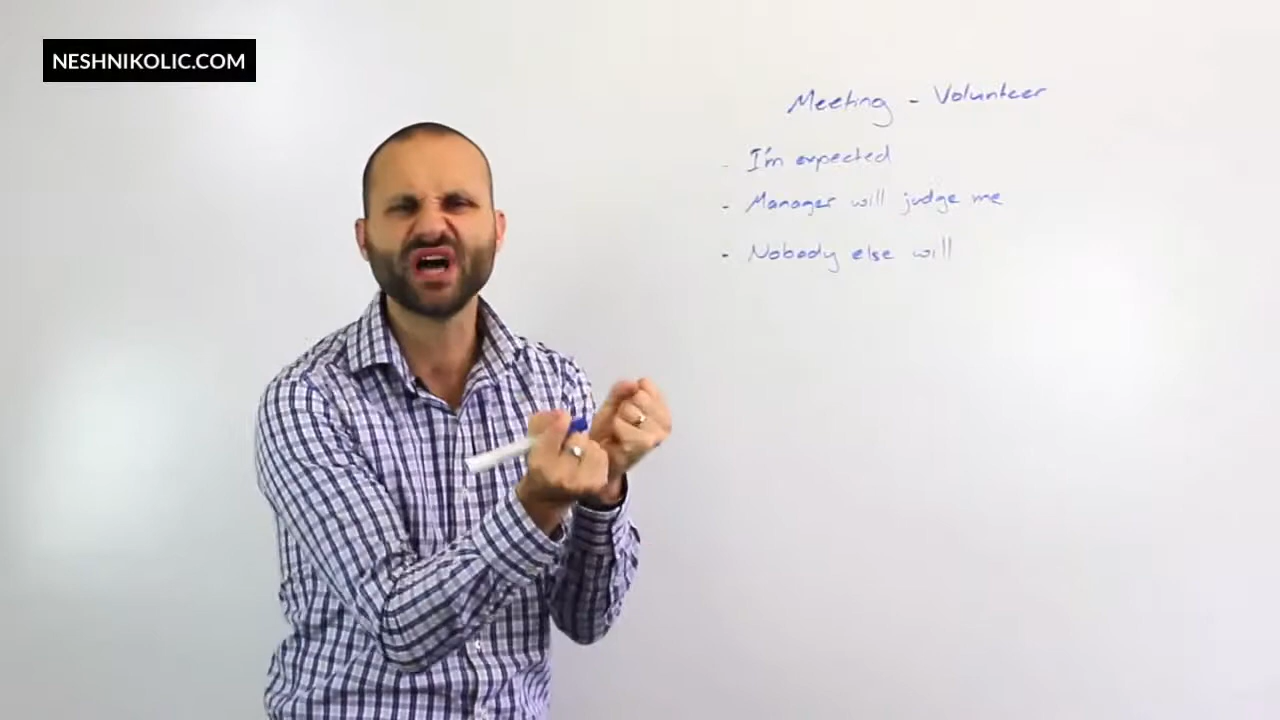 NESHNIKOLIC.COM
Meeting - Volunteer
- I'm expected
- Manager will judge me
- Nobody else will